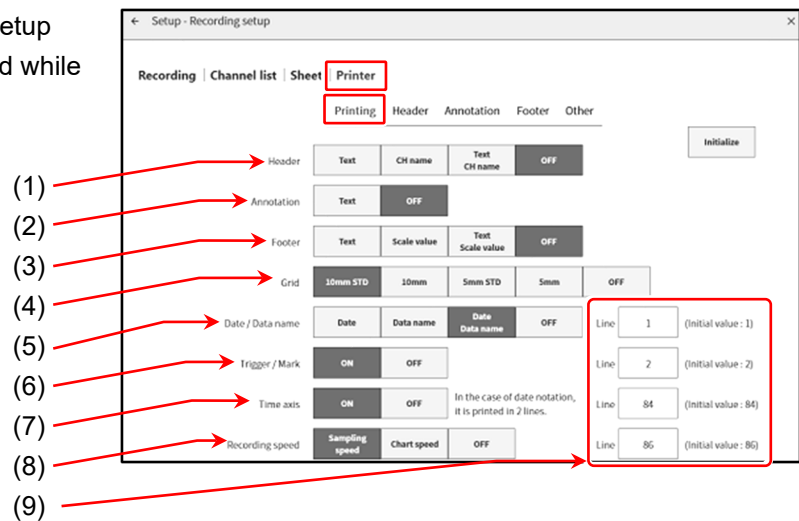 etup
d while
← Setup - Recording setup ×
Recording | Channel list | Sheet | Printer
Printing Header Annotation Footer Other
Initialize
(1) Header Text CH name Text CH name OFF
(2) Annotation Text OFF
(3) Footer Text Scale value Text Scale value OFF
(4) Grid 10mm STD 10mm 5mm STD 5mm OFF
(5) Date / Data name Date Data name Date Data name OFF Line 1 (Initial value : 1)
(6) Trigger / Mark ON OFF Line 2 (Initial value : 2)
(7) Time axis ON OFF In the case of date notation, it is printed in 2 lines. Line 84 (Initial value : 84)
(8) Recording speed Sampling speed Chart speed OFF Line 86 (Initial value : 86)
(9)